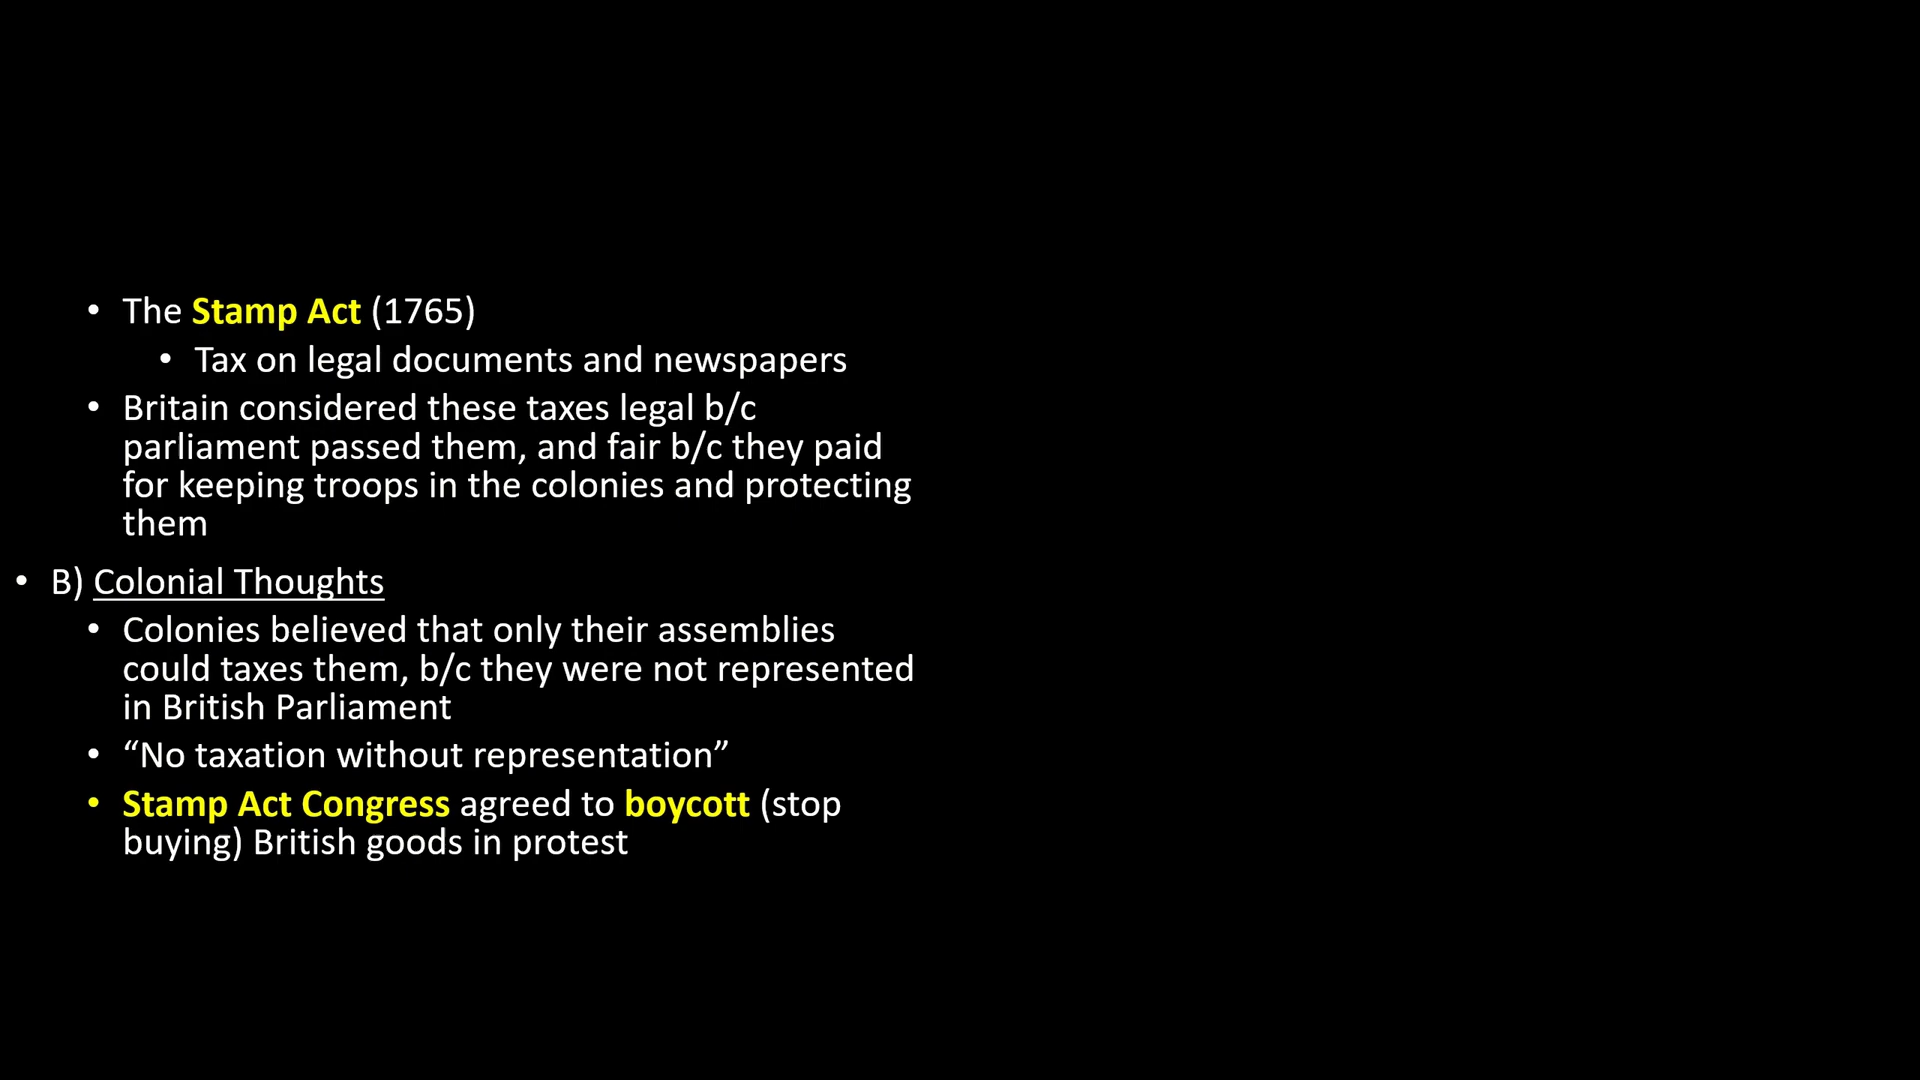 • The Stamp Act (1765)
• Tax on legal documents and newspapers
• Britain considered these taxes legal b/c
parliament passed them, and fair b/c they paid
for keeping troops in the colonies and protecting
them
• B) Colonial Thoughts
• Colonies believed that only their assemblies
could taxes them, b/c they were not represented
in British Parliament
• “No taxation without representation”
• Stamp Act Congress agreed to boycott (stop
buying) British goods in protest